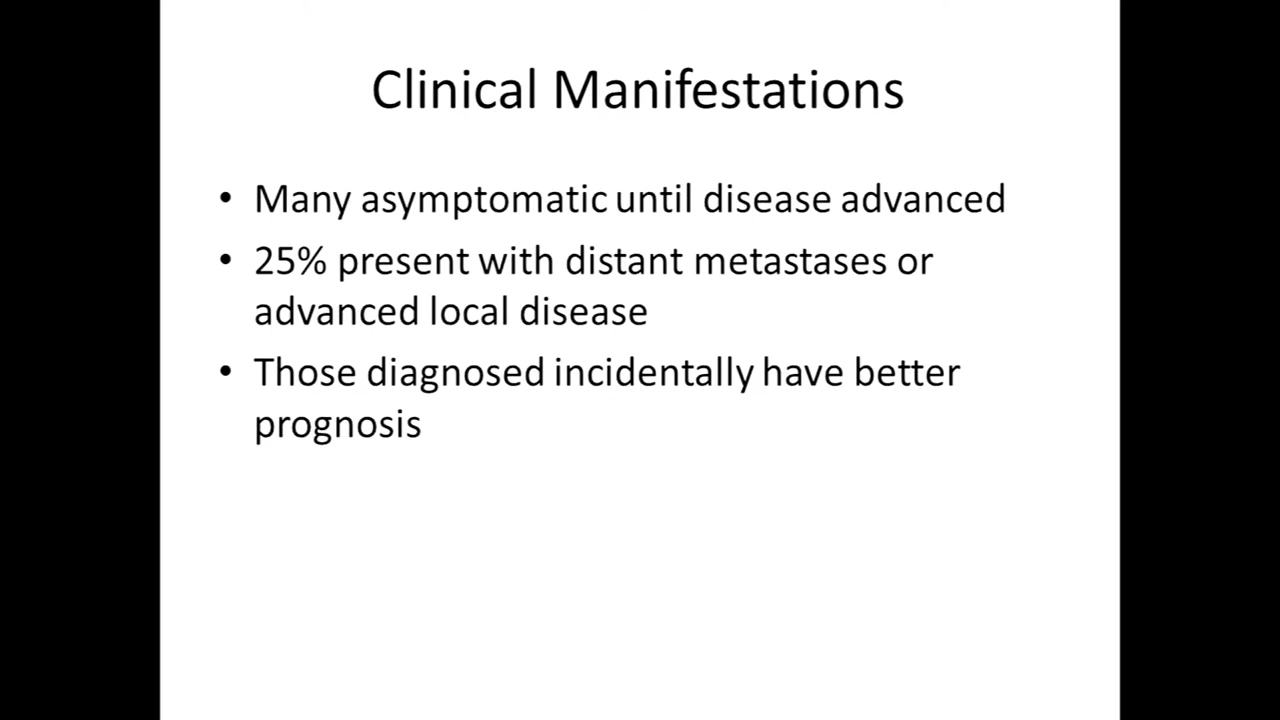 Clinical Manifestations
• Many asymptomatic until disease advanced
• 25% present with distant metastases or
advanced local disease
• Those diagnosed incidentally have better
prognosis